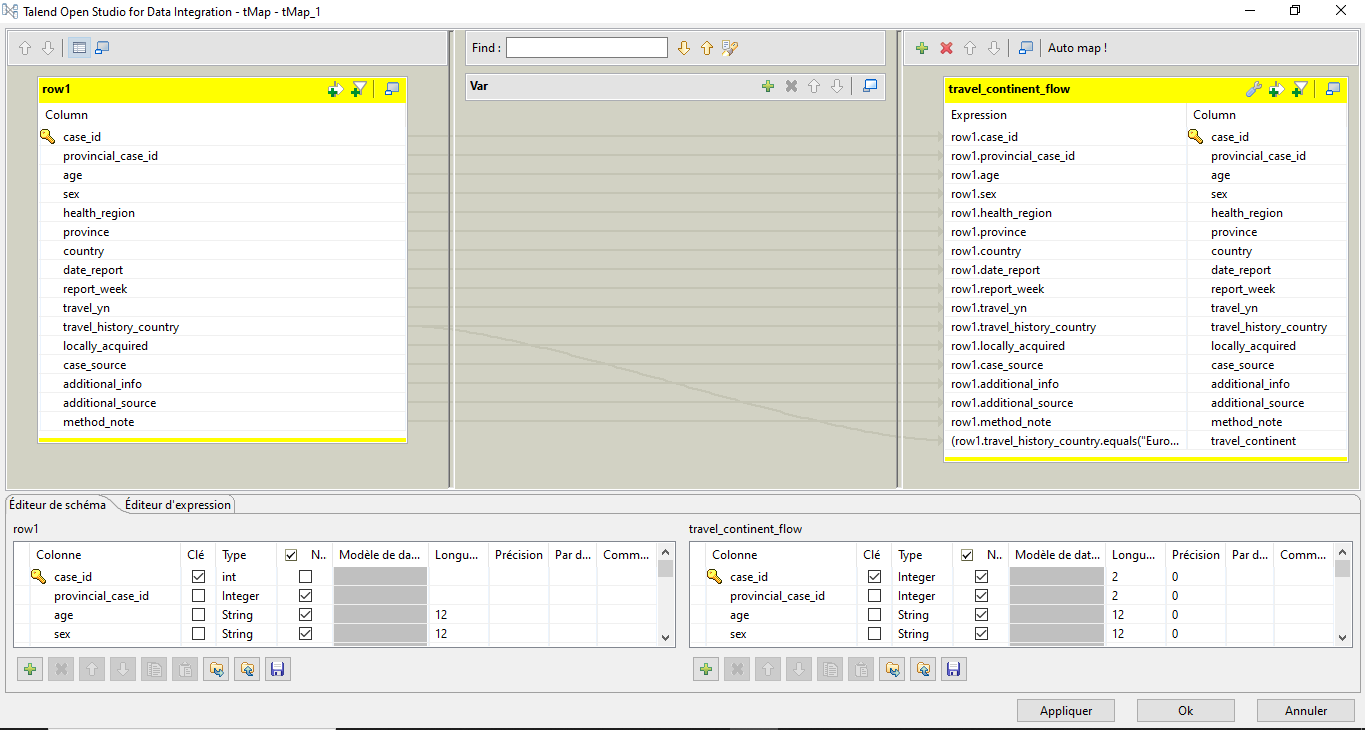 Talend Open Studio for Data Integration - tMap - tMap_1
Find :
Auto map !
row1
Column
case_id
provincial_case_id
age
sex
health_region
province
country
date_report
report_week
travel_yn
travel_history_country
locally_acquired
case_source
additional_info
additional_source
method_note
Var
travel_continent_flow
Expression Column
row1.case_id case_id
row1.provincial_case_id provincial_case_id
row1.age age
row1.sex sex
row1.health_region health_region
row1.province province
row1.country country
row1.date_report date_report
row1.report_week report_week
row1.travel_yn travel_yn
row1.travel_history_country travel_history_country
row1.locally_acquired locally_acquired
row1.case_source case_source
row1.additional_info additional_info
row1.additional_source additional_source
row1.method_note method_note
(row1.travel_history_country.equals("Euro... travel_continent
Éditeur de schéma Éditeur d'expression
row1
Colonne Clé Type N.. Modèle de da... Longu... Précision Par d... Comm...
case_id int
provincial_case_id Integer
age String 12
sex String 12
travel_continent_flow
Colonne Clé Type N.. Modèle de dat... Longu... Précision Par d... Comm...
case_id Integer 2 0
provincial_case_id Integer 2 0
age String 12 0
sex String 12 0
Appliquer Ok Annuler